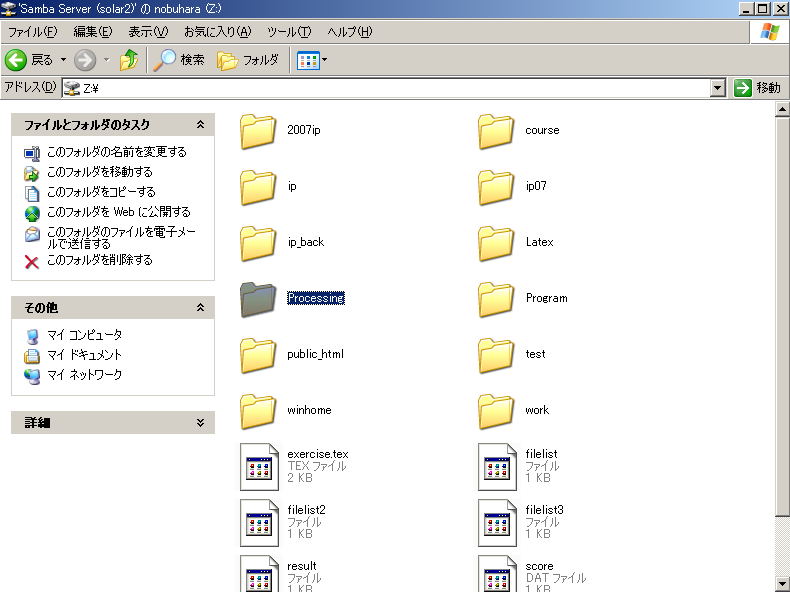 'Samba Server (solar2)' の nobuhara (Z:)
ファイル(F) 編集(E) 表示(V) お気に入り(A) ツール(T) ヘルプ(H)
戻る 検索 フォルダ
アドレス(D) Z:¥ 移動
ファイルとフォルダのタスク
このフォルダの名前を変更する
このフォルダを移動する
このフォルダをコピーする
このフォルダを Web に公開する
このフォルダのファイルを電子メー
ルで送信する
このフォルダを削除する
その他
マイ コンピュータ
マイ ドキュメント
マイ ネットワーク
詳細
2007ip
course
ip
ip07
ip_back
Latex
Processing
Program
public_html
test
winhome
work
exercise.tex
TEX ファイル
2 KB
filelist
ファイル
1 KB
filelist2
ファイル
1 KB
filelist3
ファイル
1 KB
result
ファイル
1 KB
score
DAT ファイル
1 KB